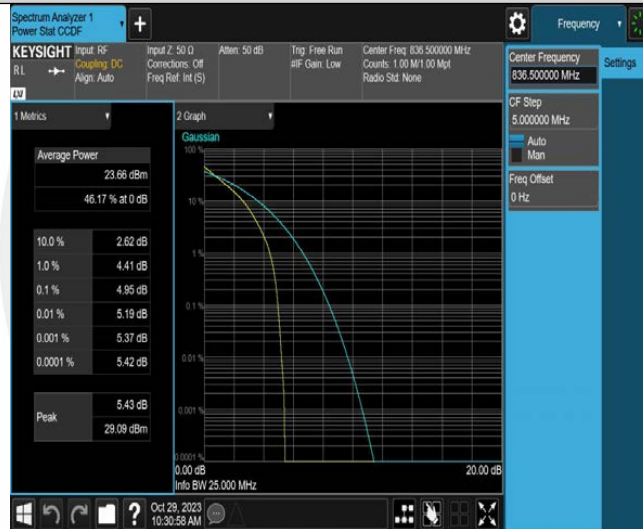 Spectrum Analyzer 1
Power Stat CCDF
+
Frequency
KEYSIGHT
RL
LXI
Input: RF
Coupling: DC
Align: Auto
Input Z: 50 Ω
Corrections: Off
Freq Ref: Int (S)
Atten: 50 dB
Trig: Free Run
#IF Gain: Low
Center Freq: 836.500000 MHz
Counts: 1.00 M/1.00 Mpt
Radio Std: None
Center Frequency
836.500000 MHz
Settings
CF Step
5.000000 MHz
Auto
Man
Freq Offset
0 Hz
1 Metrics
Average Power
23.66 dBm
46.17 % at 0 dB
10.0 % 2.62 dB
1.0 % 4.41 dB
0.1 % 4.95 dB
0.01 % 5.19 dB
0.001 % 5.37 dB
0.0001 % 5.42 dB
Peak
5.43 dB
29.09 dBm
2 Graph
Gaussian
100 %
10 %
1 %
0.1 %
0.01 %
0.001 %
0.0001 %
0.00 dB 20.00 dB
Info BW 25.000 MHz
?
Oct 29, 2023
10:30:58 AM